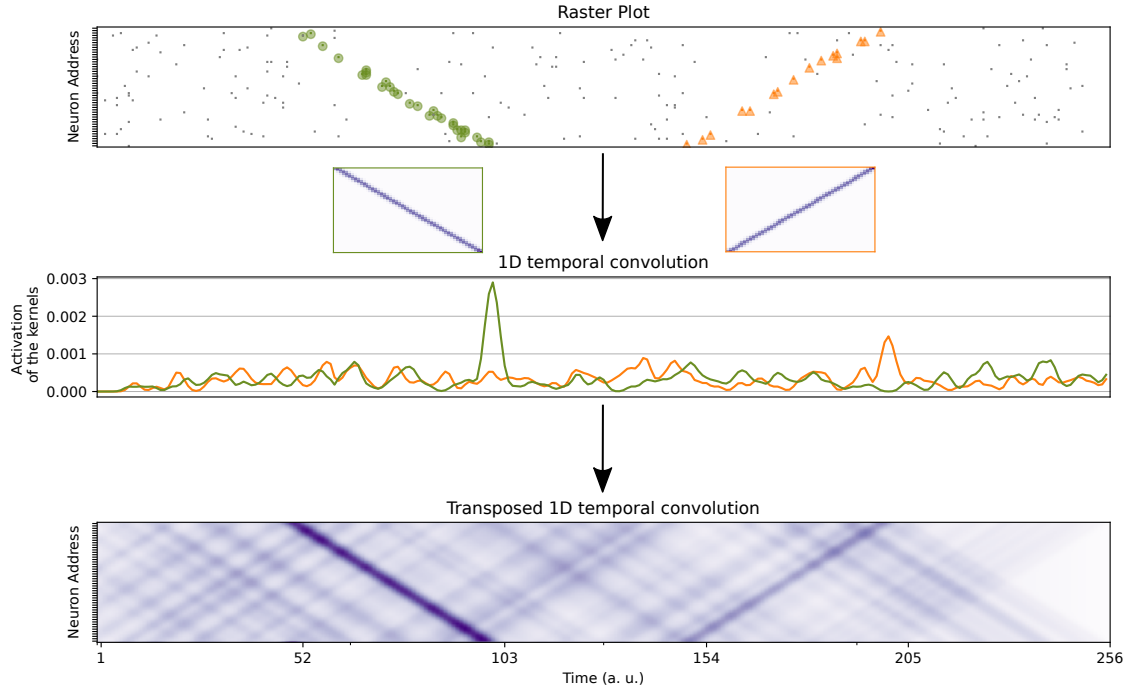 Raster Plot
Neuron Address
1D temporal convolution
Activation
of the kernels
0.003
0.002
0.001
0.000
Transposed 1D temporal convolution
Neuron Address
1 52 103 154 205 256
Time (a. u.)